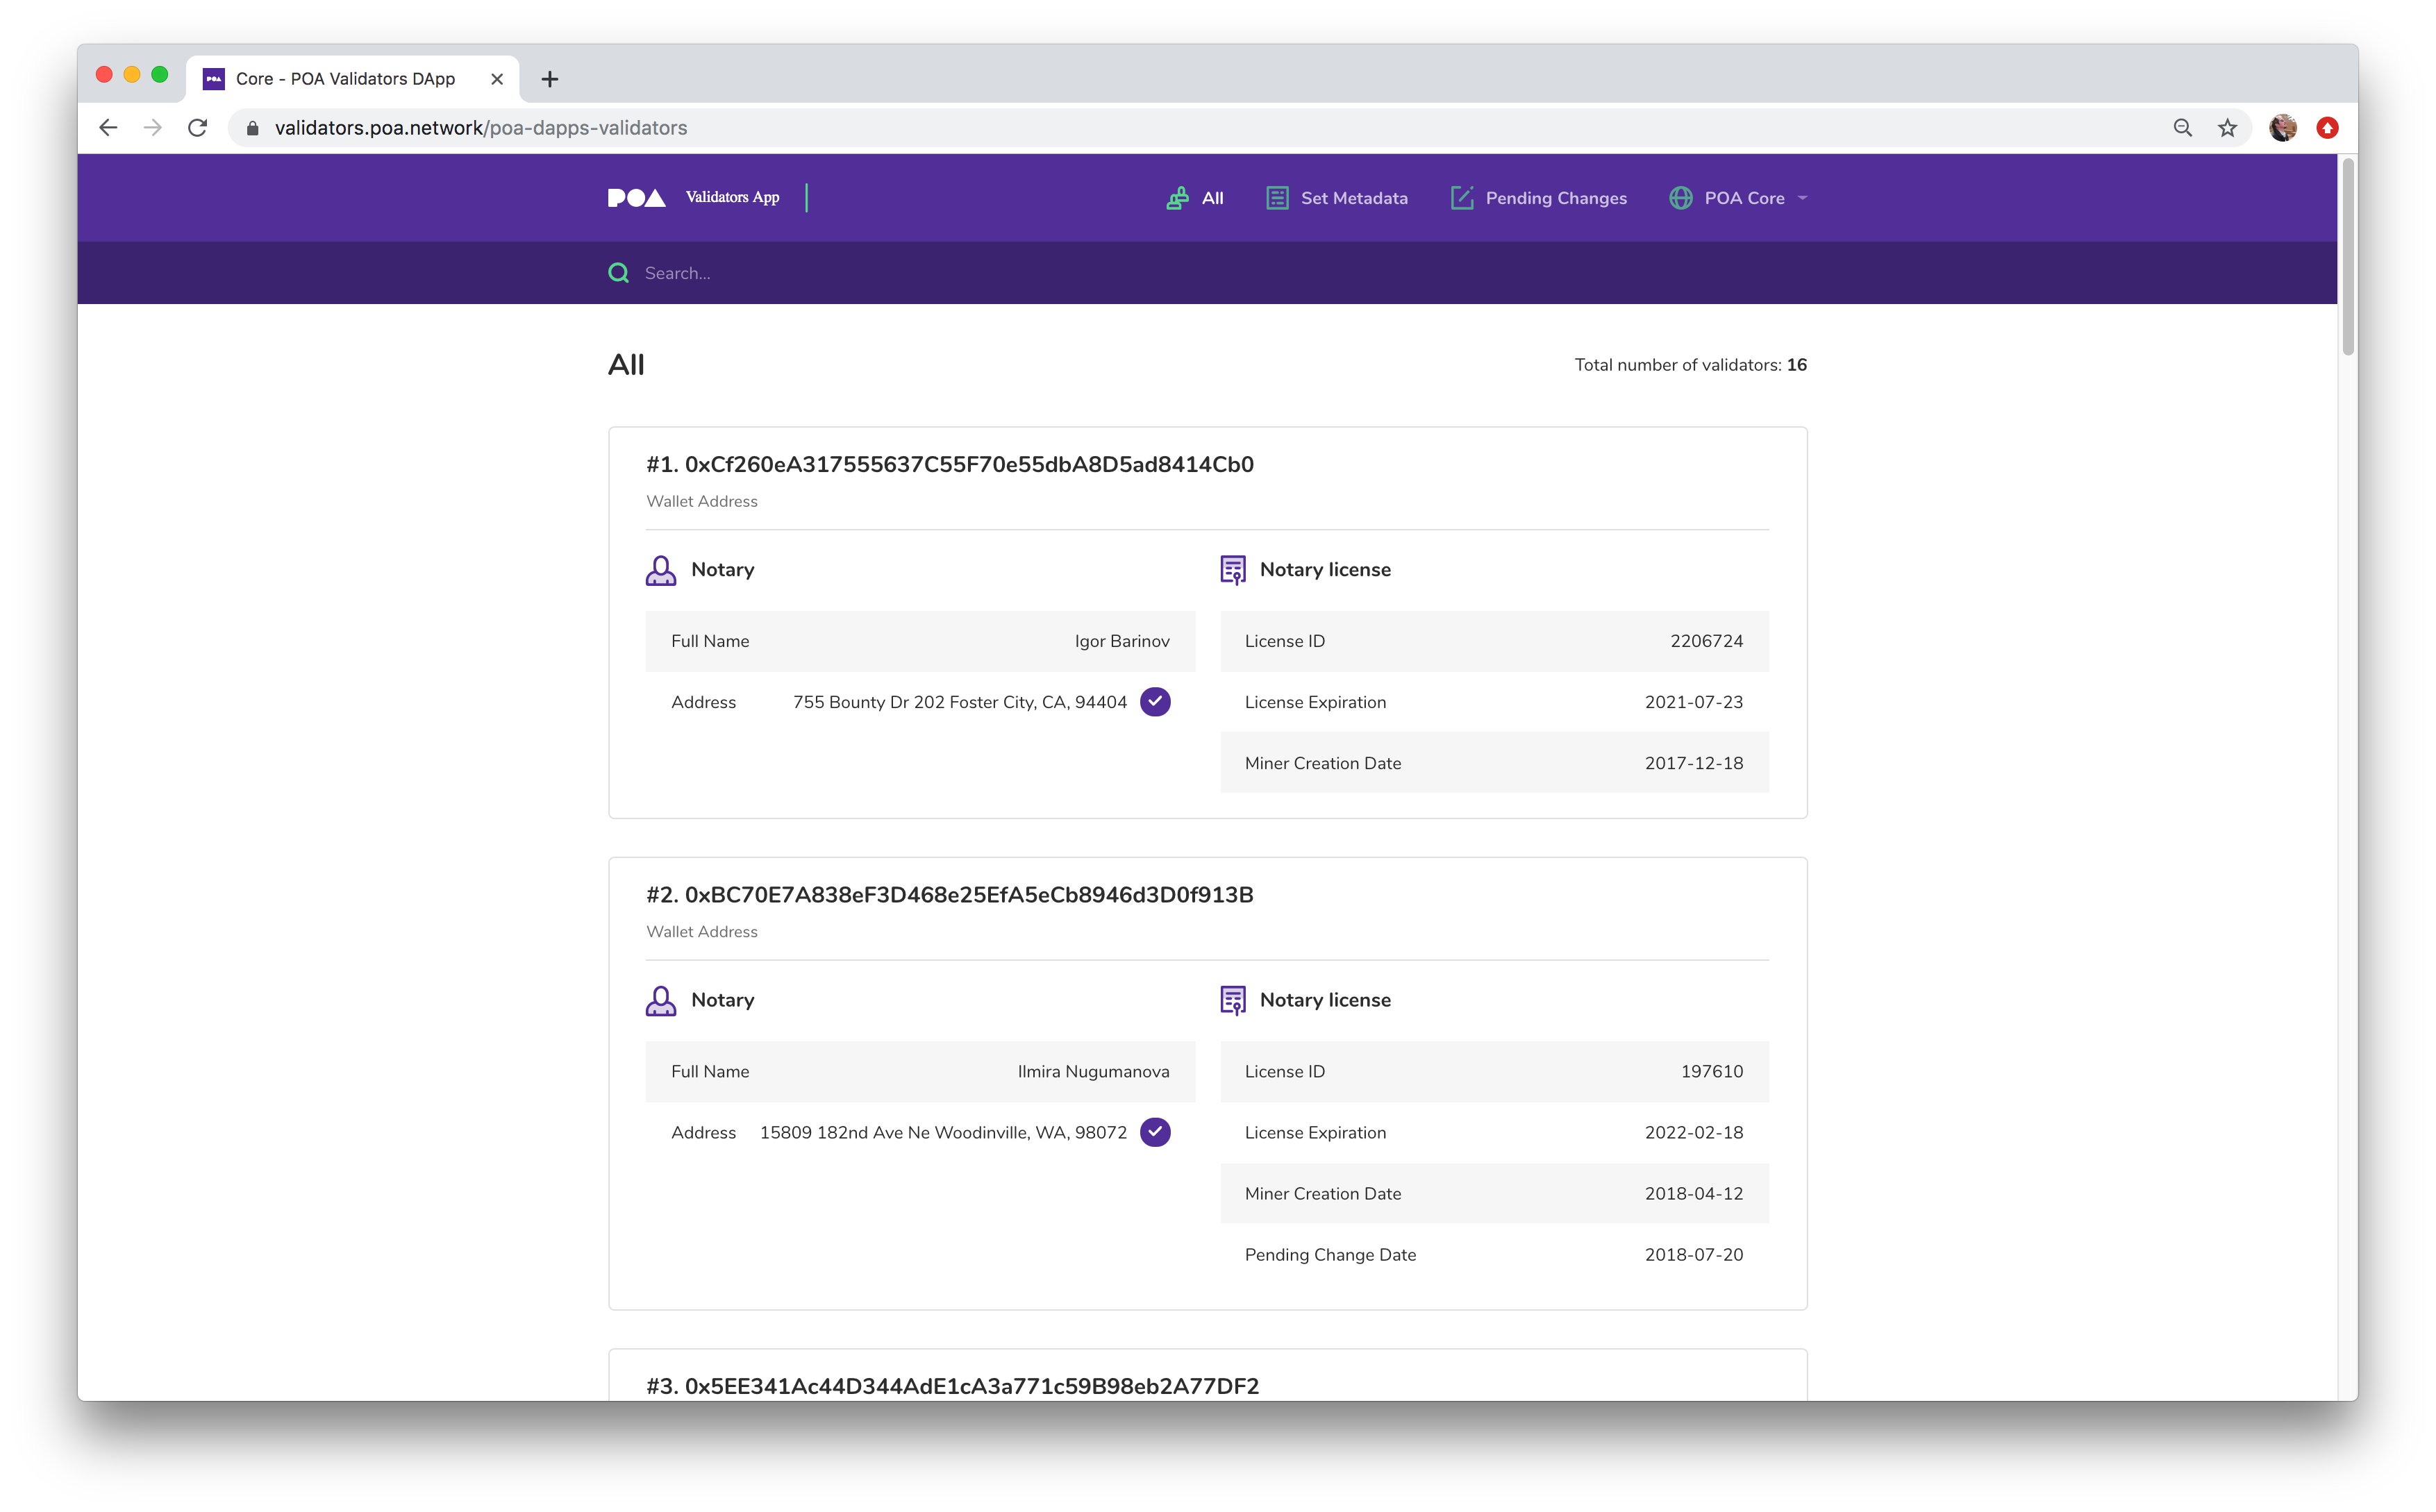 Core - POA Validators DApp
validators.poa.network/poa-dapps-validators
POA Validators App All Set Metadata Pending Changes POA Core
Search...
All Total number of validators: 16
#1. 0xCf260eA317555637C55F70e55dbA8D5ad8414Cb0
Wallet Address
Notary Notary license
Full Name Igor Barinov License ID 2206724
Address 755 Bounty Dr 202 Foster City, CA, 94404 License Expiration 2021-07-23
Miner Creation Date 2017-12-18
#2. 0xBC70E7A838eF3D468e25EfA5eCb8946d3D0f913B
Wallet Address
Notary Notary license
Full Name Ilmira Nugumanova License ID 197610
Address 15809 182nd Ave Ne Woodinville, WA, 98072 License Expiration 2022-02-18
Miner Creation Date 2018-04-12
Pending Change Date 2018-07-20
#3. 0x5EE341Ac44D344AdE1cA3a771c59B98eb2A77DF2